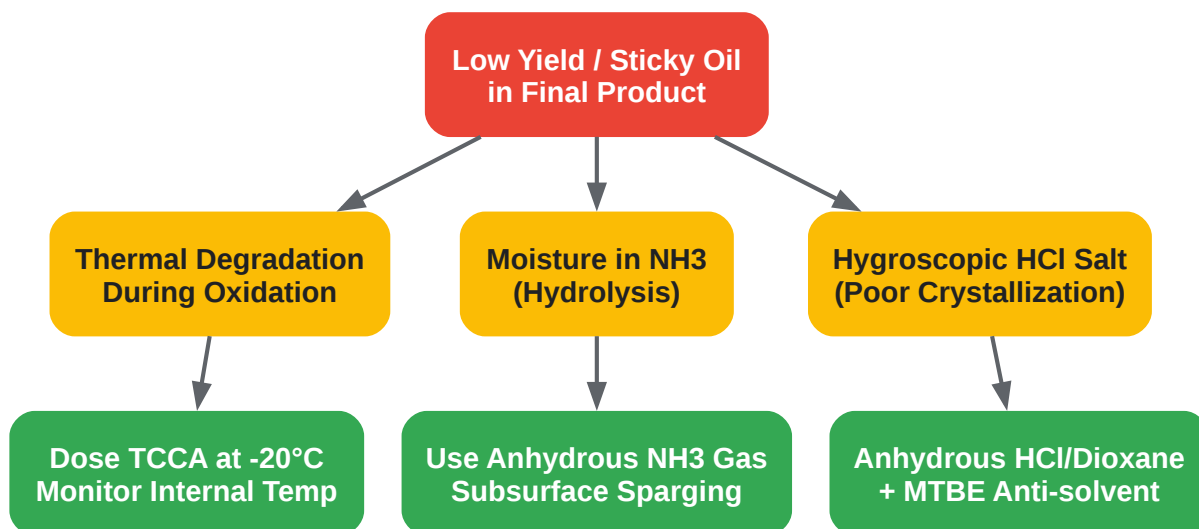 Low Yield / Sticky Oil
in Final Product
Thermal Degradation
During Oxidation
Moisture in NH3
(Hydrolysis)
Hygroscopic HCl Salt
(Poor Crystallization)
Dose TCCA at -20°C
Monitor Internal Temp
Use Anhydrous NH3 Gas
Subsurface Sparging
Anhydrous HCl/Dioxane
+ MTBE Anti-solvent